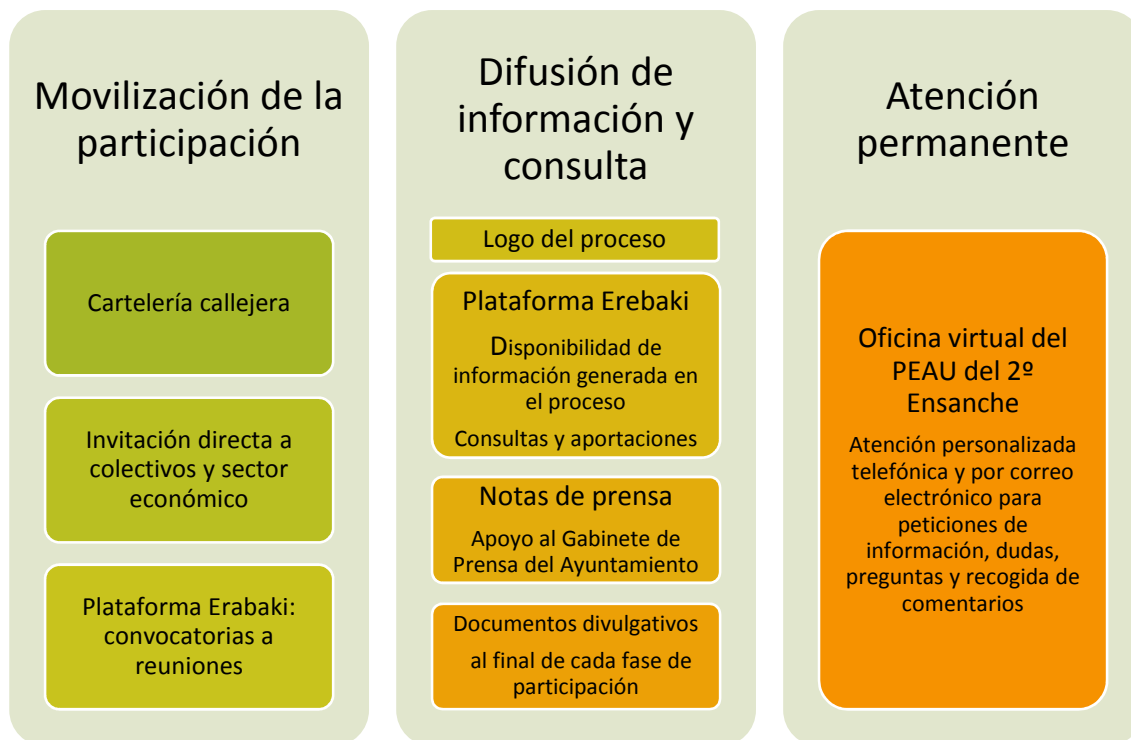 Movilización de la
participación
Cartelería callejera
Invitación directa a
colectivos y sector
económico
Plataforma Erabaki:
convocatorias a
reuniones
Difusión de
información y
consulta
Logo del proceso
Plataforma Erebaki
Disponibilidad de
información generada en
el proceso
Consultas y aportaciones
Notas de prensa
Apoyo al Gabinete de
Prensa del Ayuntamiento
Documentos divulgativos
al final de cada fase de
participación
Atención
permanente
Oficina virtual del
PEAU del 2º
Ensanche
Atención personalizada
telefónica y por correo
electrónico para
peticiones de
información, dudas,
preguntas y recogida de
comentarios